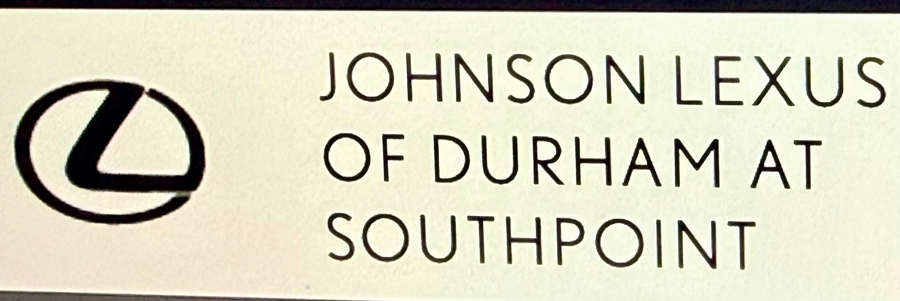 JOHNSON LEXUS
OF DURHAM AT
SOUTHPOINT